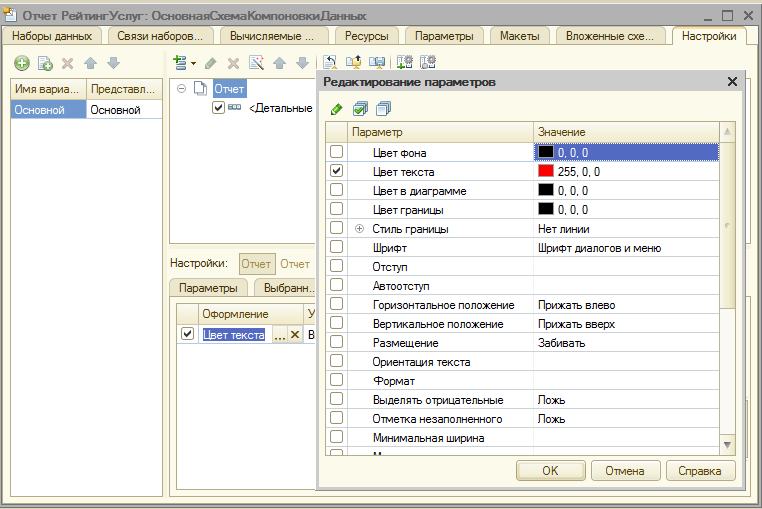 Отчет РейтингУслуг: ОсновнаяСхемаКомпоновкиДанных
Наборы данных Связи наборов... Вычисляемые ... Ресурсы Параметры Макеты Вложенные схе... Настройки
Имя вариа... Представл...
Основной Основной
Отчет
<Детальные
Настройки: Отчет Отчет
Параметры Выбранн...
Оформление У
Цвет текста ... В
Редактирование параметров
Параметр Значение
Цвет фона 0, 0, 0
Цвет текста 255, 0, 0
Цвет в диаграмме 0, 0, 0
Цвет границы 0, 0, 0
Стиль границы Нет линии
Шрифт Шрифт диалогов и меню
Отступ
Автоотступ
Горизонтальное положение Прижать влево
Вертикальное положение Прижать вверх
Размещение Забивать
Ориентация текста
Формат
Выделять отрицательные Ложь
Отметка незаполненного Ложь
Минимальная ширина
OK Отмена Справка